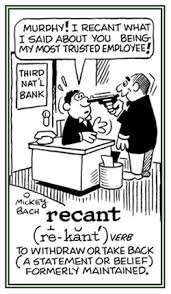 MURPHY! I RECANT WHAT
I SAID ABOUT YOU BEING
MY MOST TRUSTED EMPLOYEE!
THIRD
NAT'L
BANK
© MICKEY
BACH
recant
(rē-kănt') VERB
TO WITHDRAW OR TAKE BACK
(A STATEMENT OR BELIEF)
FORMERLY MAINTAINED.